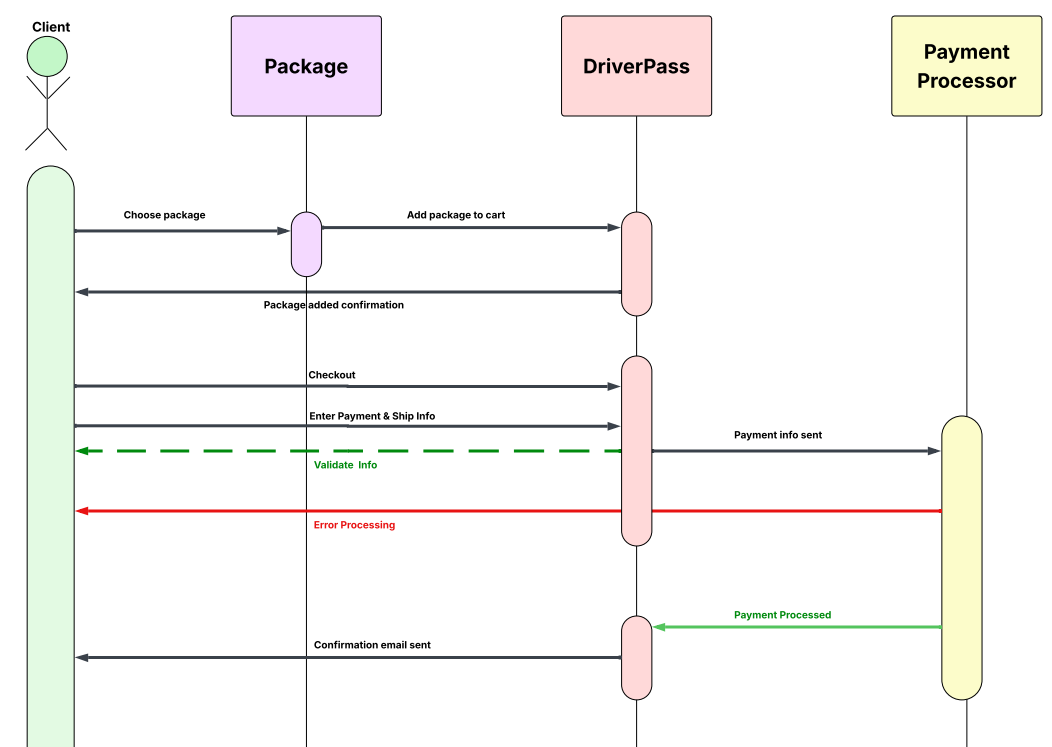 Client
Package
DriverPass
Payment
Processor
Choose package
Add package to cart
Package added confirmation
Checkout
Enter Payment & Ship Info
Payment info sent
Validate Info
Error Processing
Payment Processed
Confirmation email sent